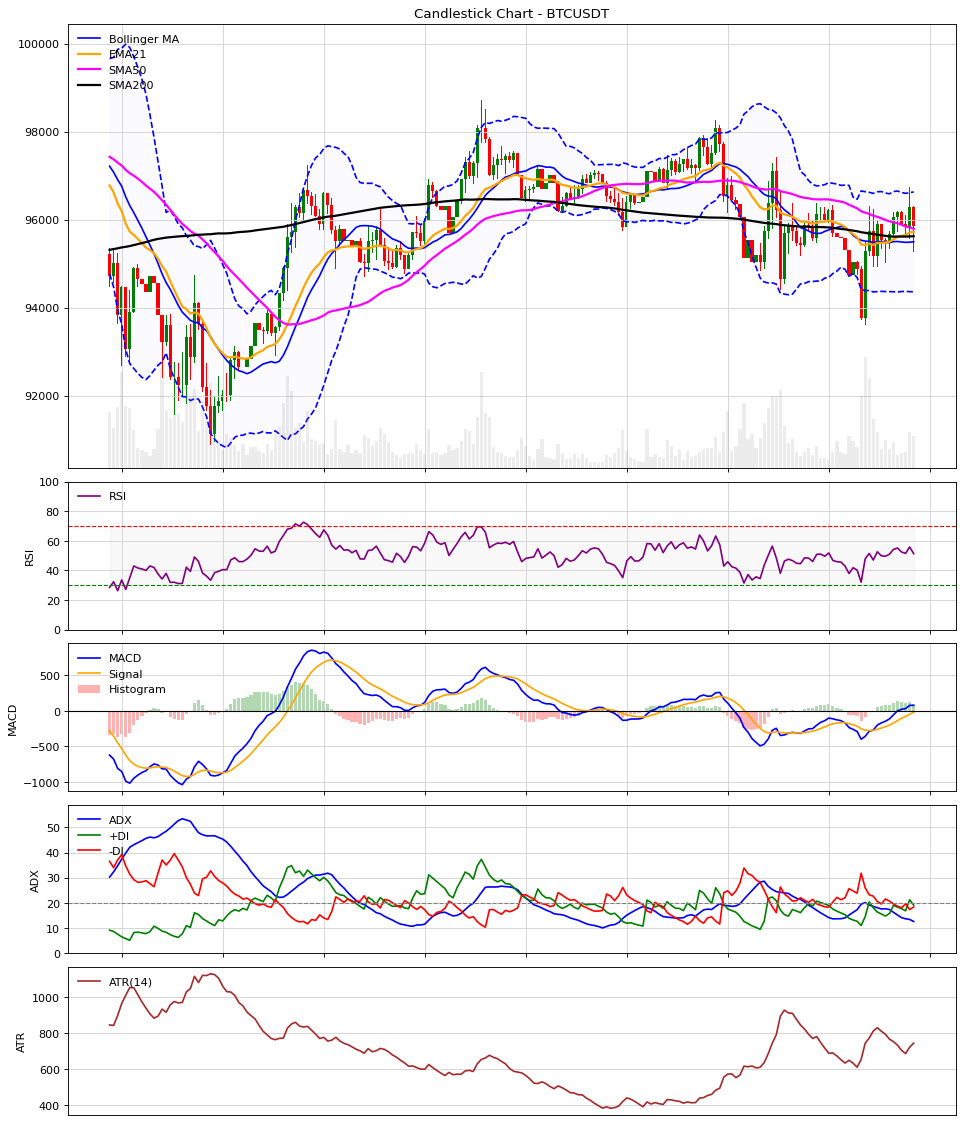 Candlestick Chart - BTCUSDT
100000
98000
96000
94000
92000
Bollinger MA
EMA21
SMA50
SMA200
100
80
60
40
20
0
RSI
RSI
500
0
−500
−1000
MACD
MACD
Signal
Histogram
50
40
30
20
10
0
ADX
ADX
+DI
-DI
1000
800
600
400
ATR
ATR(14)